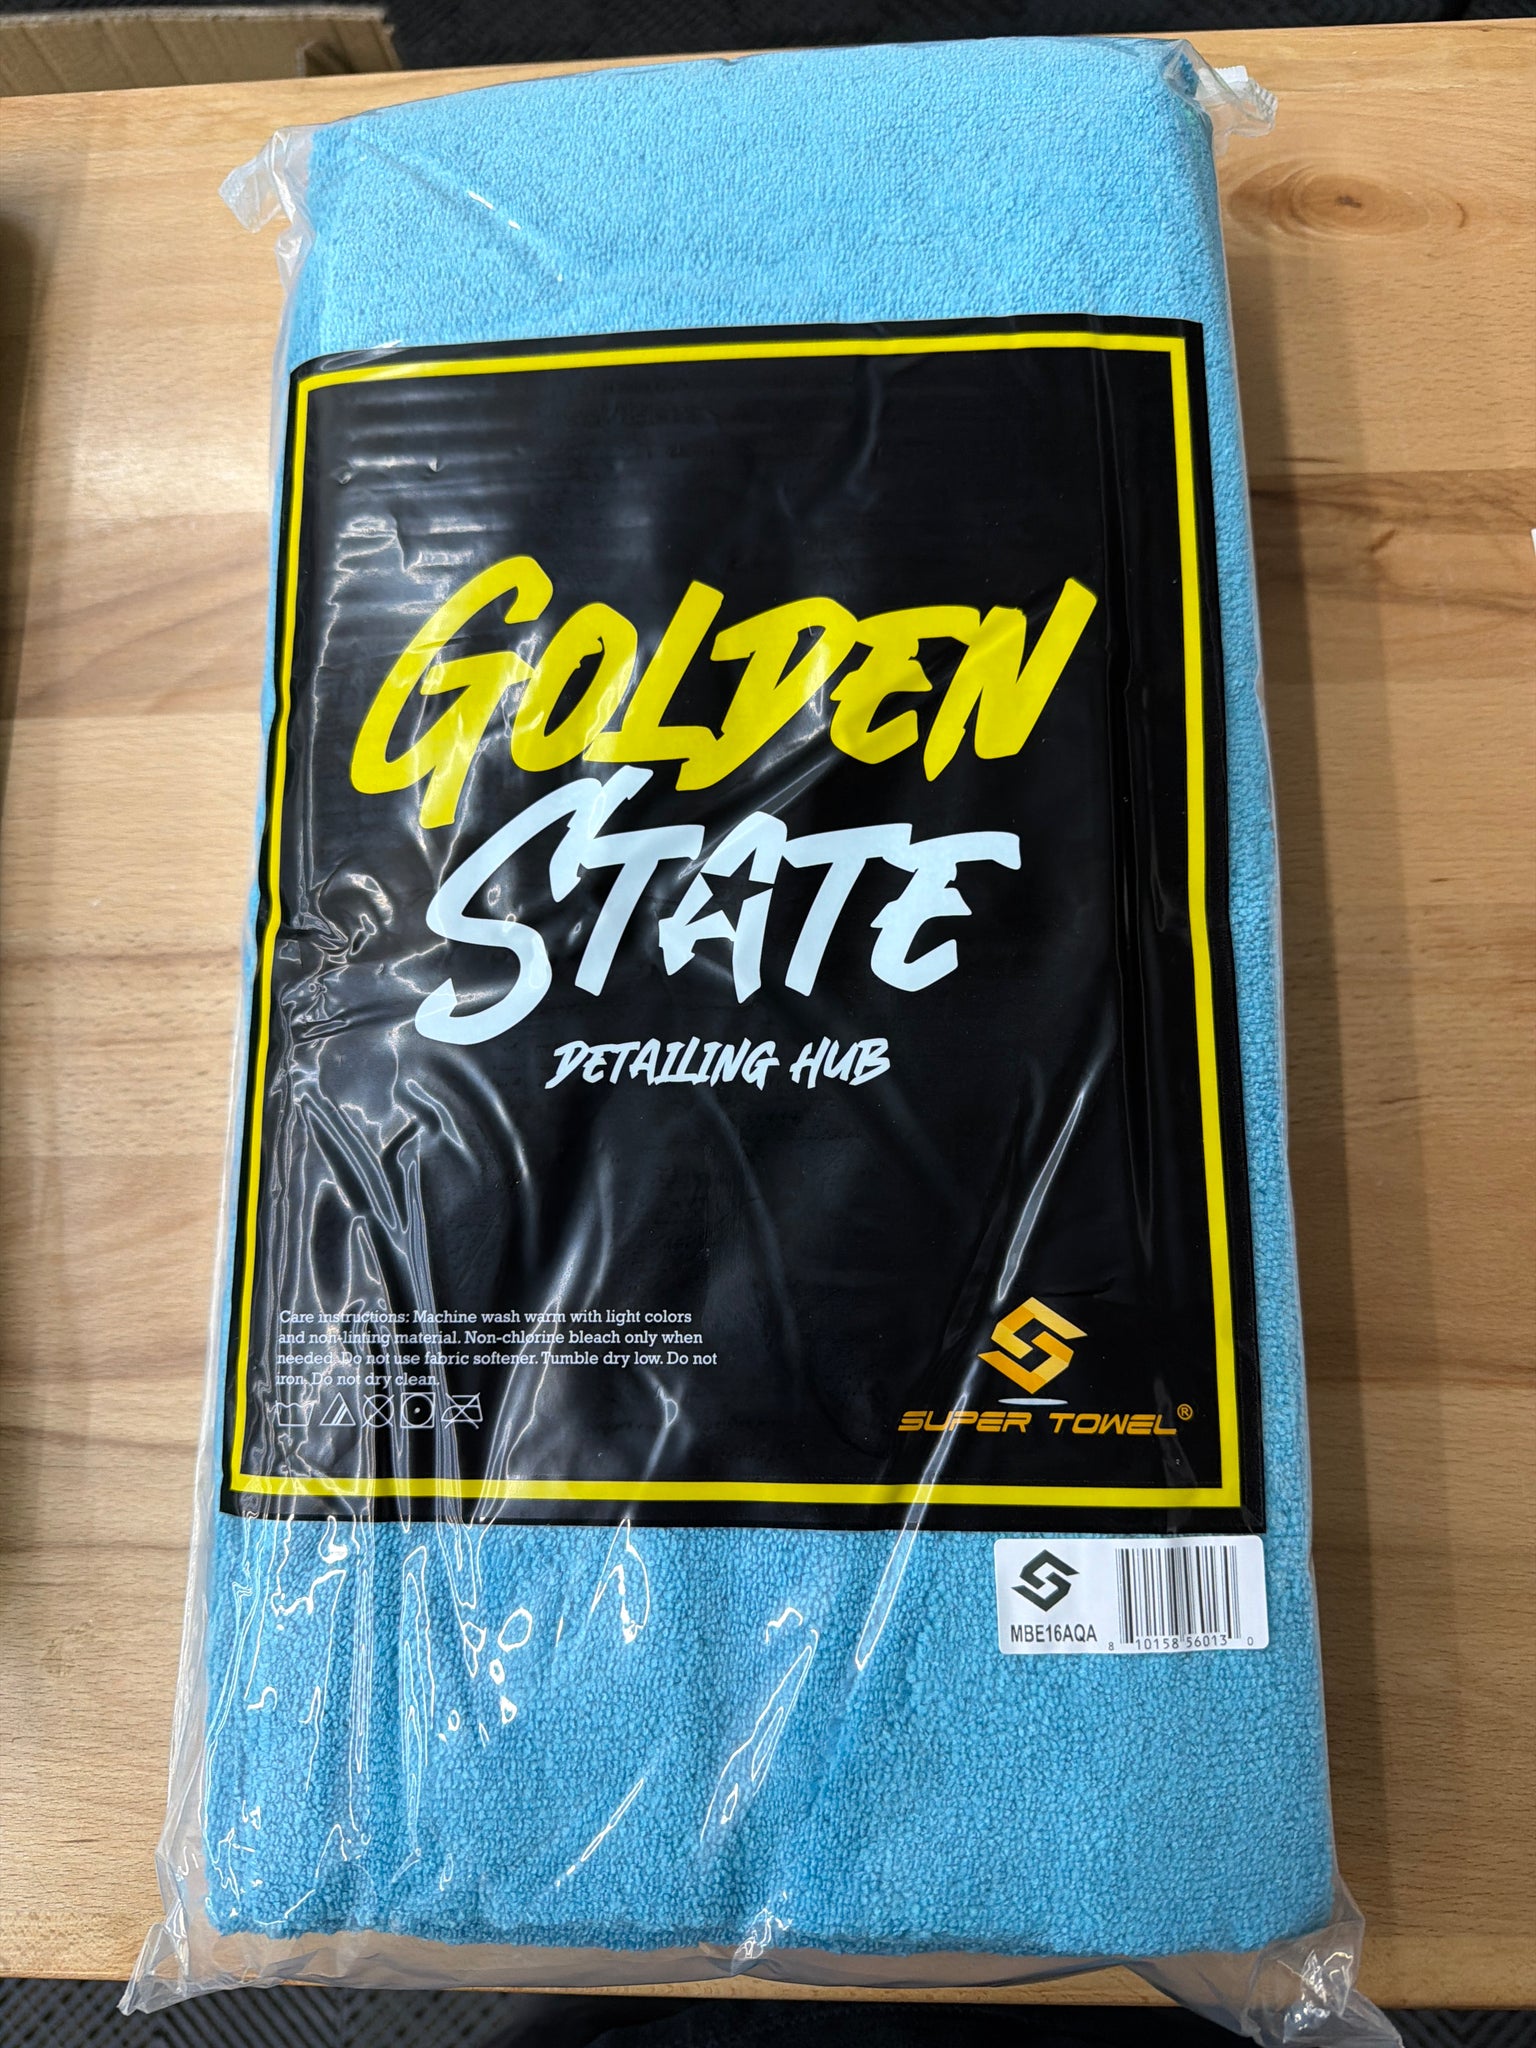 GOLDEN
STATE
DETAILING HUB
Care instructions: Machine wash warm with light colors
and non-linting material. Non-chlorine bleach only when
needed. Do not use fabric softener. Tumble dry low. Do not
iron. Do not dry clean.
SUPER TOWEL®
MBE16AQA
8 10158 56013 0